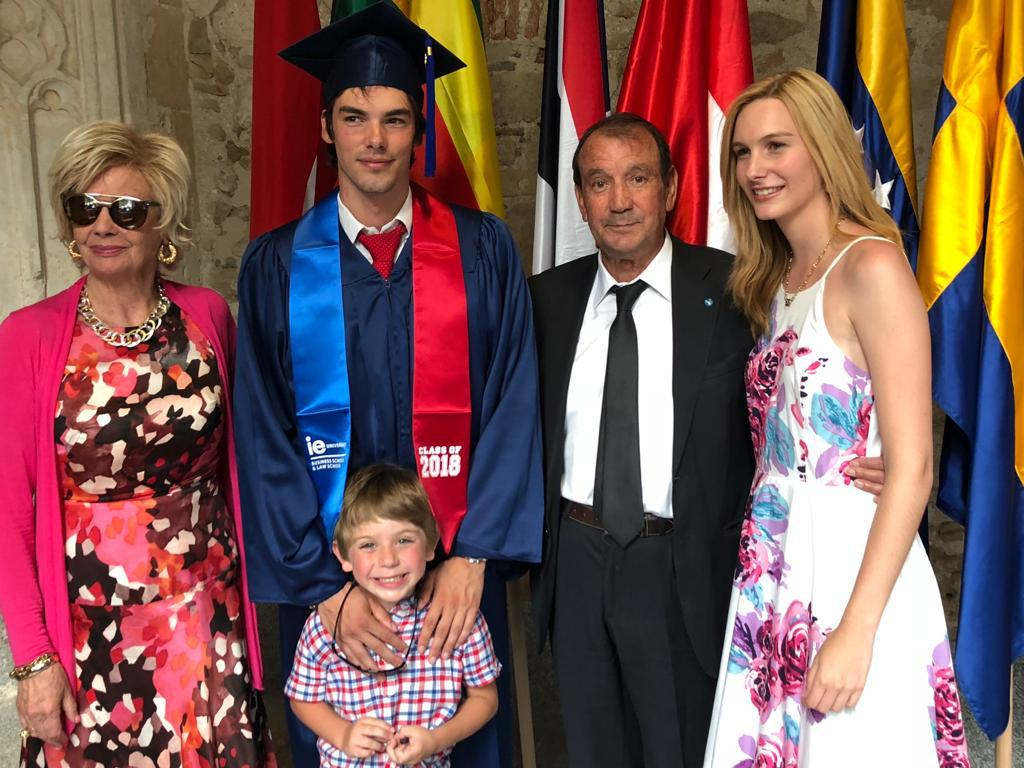 ie UNIVERSITY
BUSINESS SCHOOL
& LAW SCHOOL
CLASS OF
2018